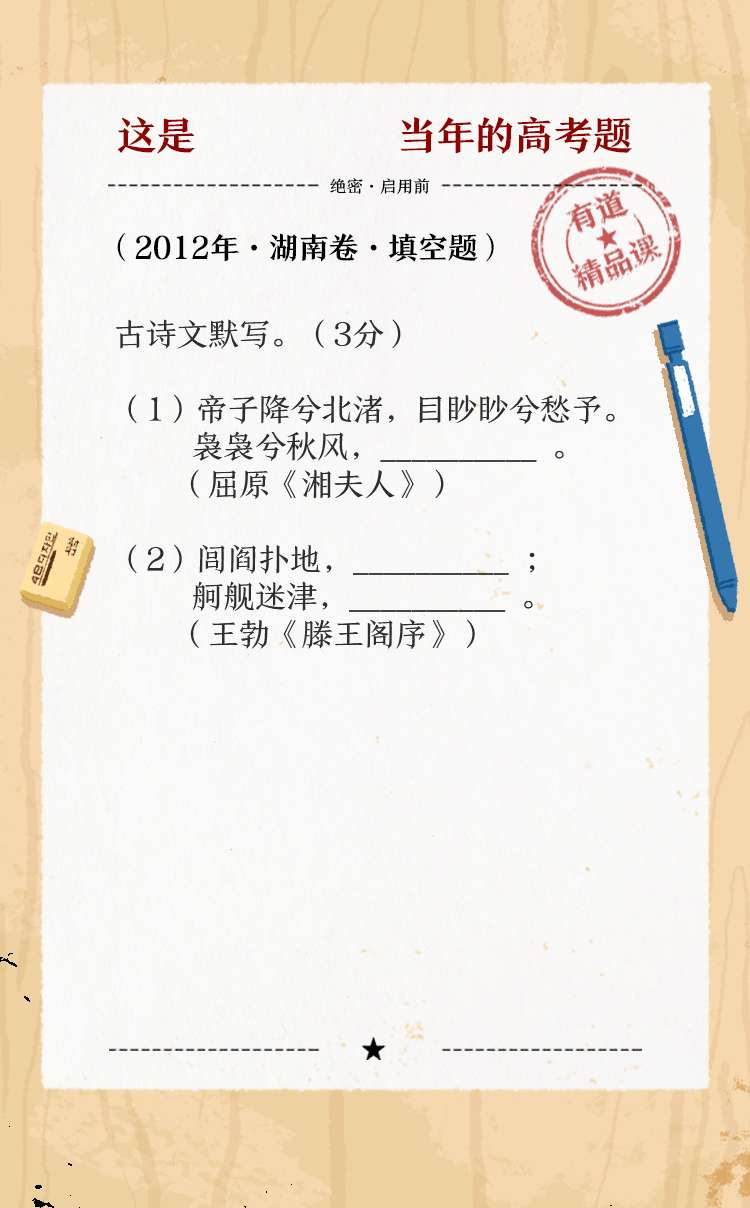 这是 当年的高考题
绝密·启用前
有道
精品课
（2012年·湖南卷·填空题）
古诗文默写。（3分）
（1）帝子降兮北渚，目眇眇兮愁予。
袅袅兮秋风，__________ 。
（屈原《湘夫人》）
（2）闾阎扑地，__________ ；
舸舰迷津，__________ 。
（王勃《滕王阁序》）